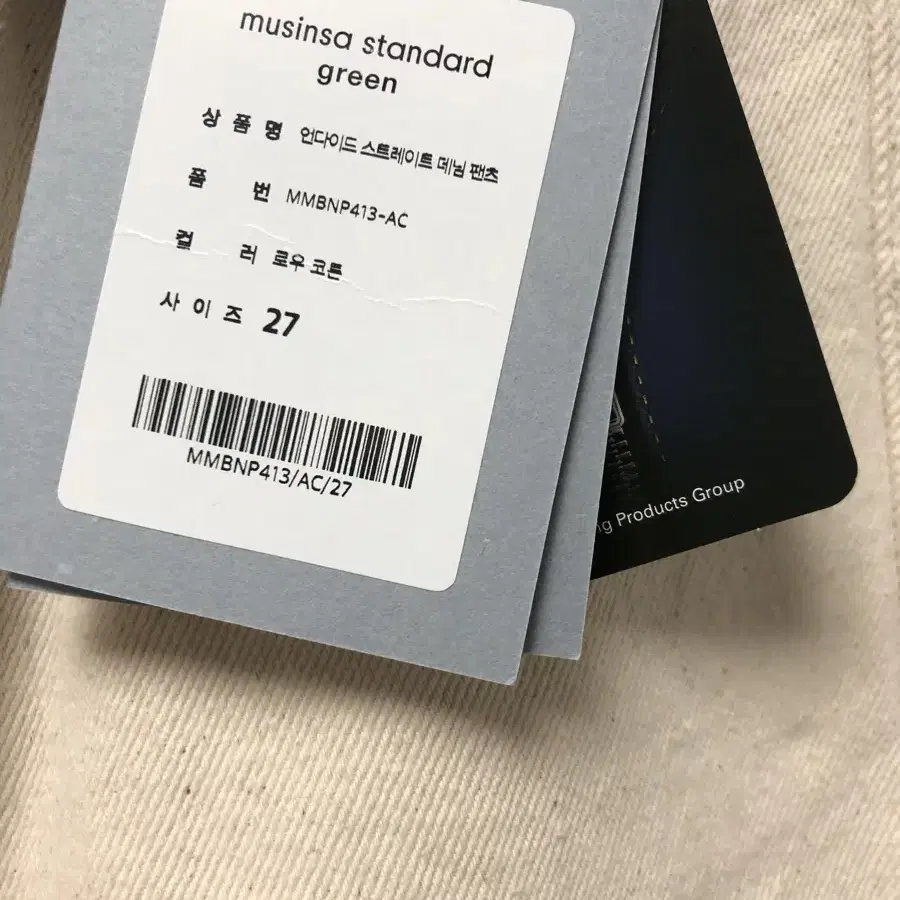 musinsa standard
green
상 품 명 언다이드 스트레이트 데님 팬츠
품 번 MMBNP413-AC
컬 러 로우 코튼
사 이 즈 27
MMBNP413/AC/27
Products Group